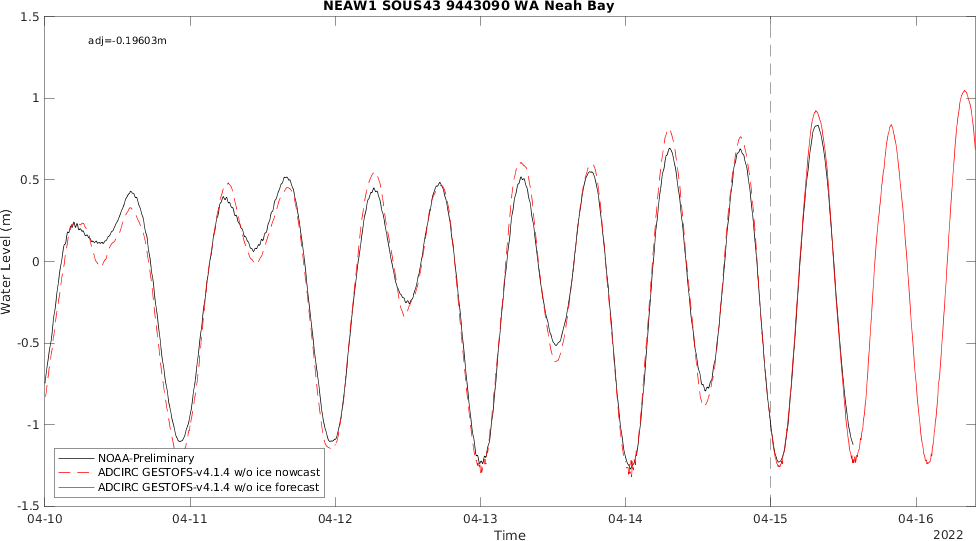 NEAW1 SOUS43 9443090 WA Neah Bay
adj=-0.19603m
1.5
1
0.5
0
-0.5
-1
-1.5
Water Level (m)
NOAA-Preliminary
ADCIRC GESTOFS-v4.1.4 w/o ice nowcast
ADCIRC GESTOFS-v4.1.4 w/o ice forecast
04-10 04-11 04-12 04-13 04-14 04-15 04-16
Time
2022